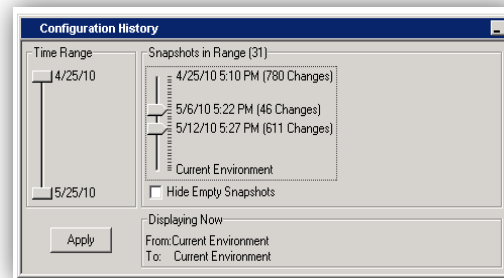 Configuration History
Time Range
4/25/10
5/25/10
Snapshots in Range (31)
4/25/10 5:10 PM (780 Changes)
5/6/10 5:22 PM (46 Changes)
5/12/10 5:27 PM (611 Changes)
Current Environment
Hide Empty Snapshots
Apply
Displaying Now
From:Current Environment
To: Current Environment